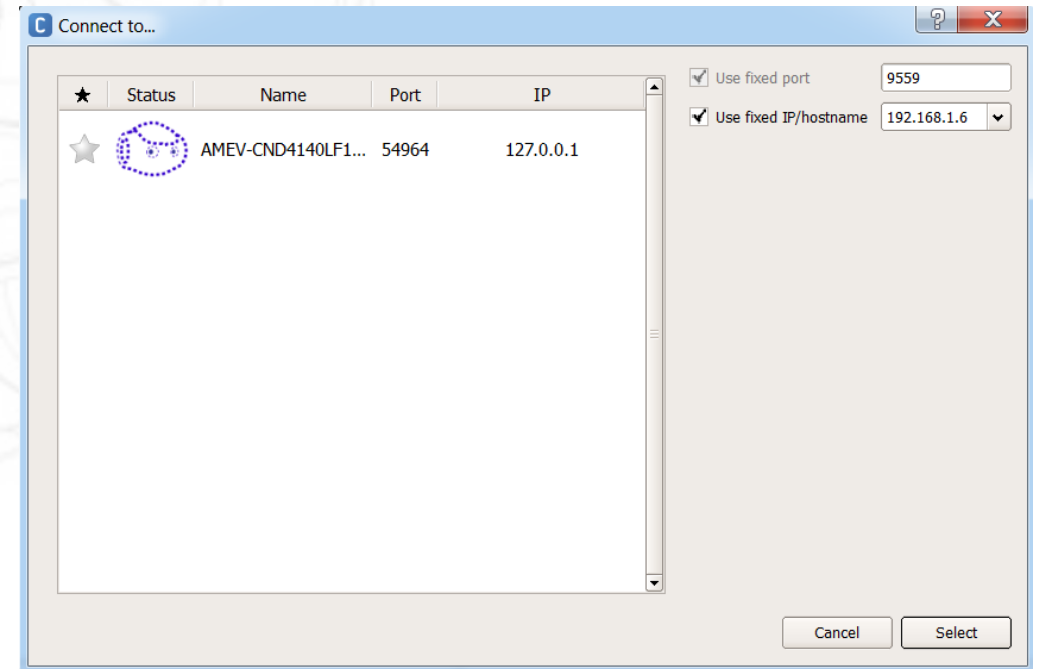 C Connect to...
? X
★ Status Name Port IP
AMEV-CND4140LF1... 54964 127.0.0.1
Use fixed port 9559
Use fixed IP/hostname 192.168.1.6
Cancel Select